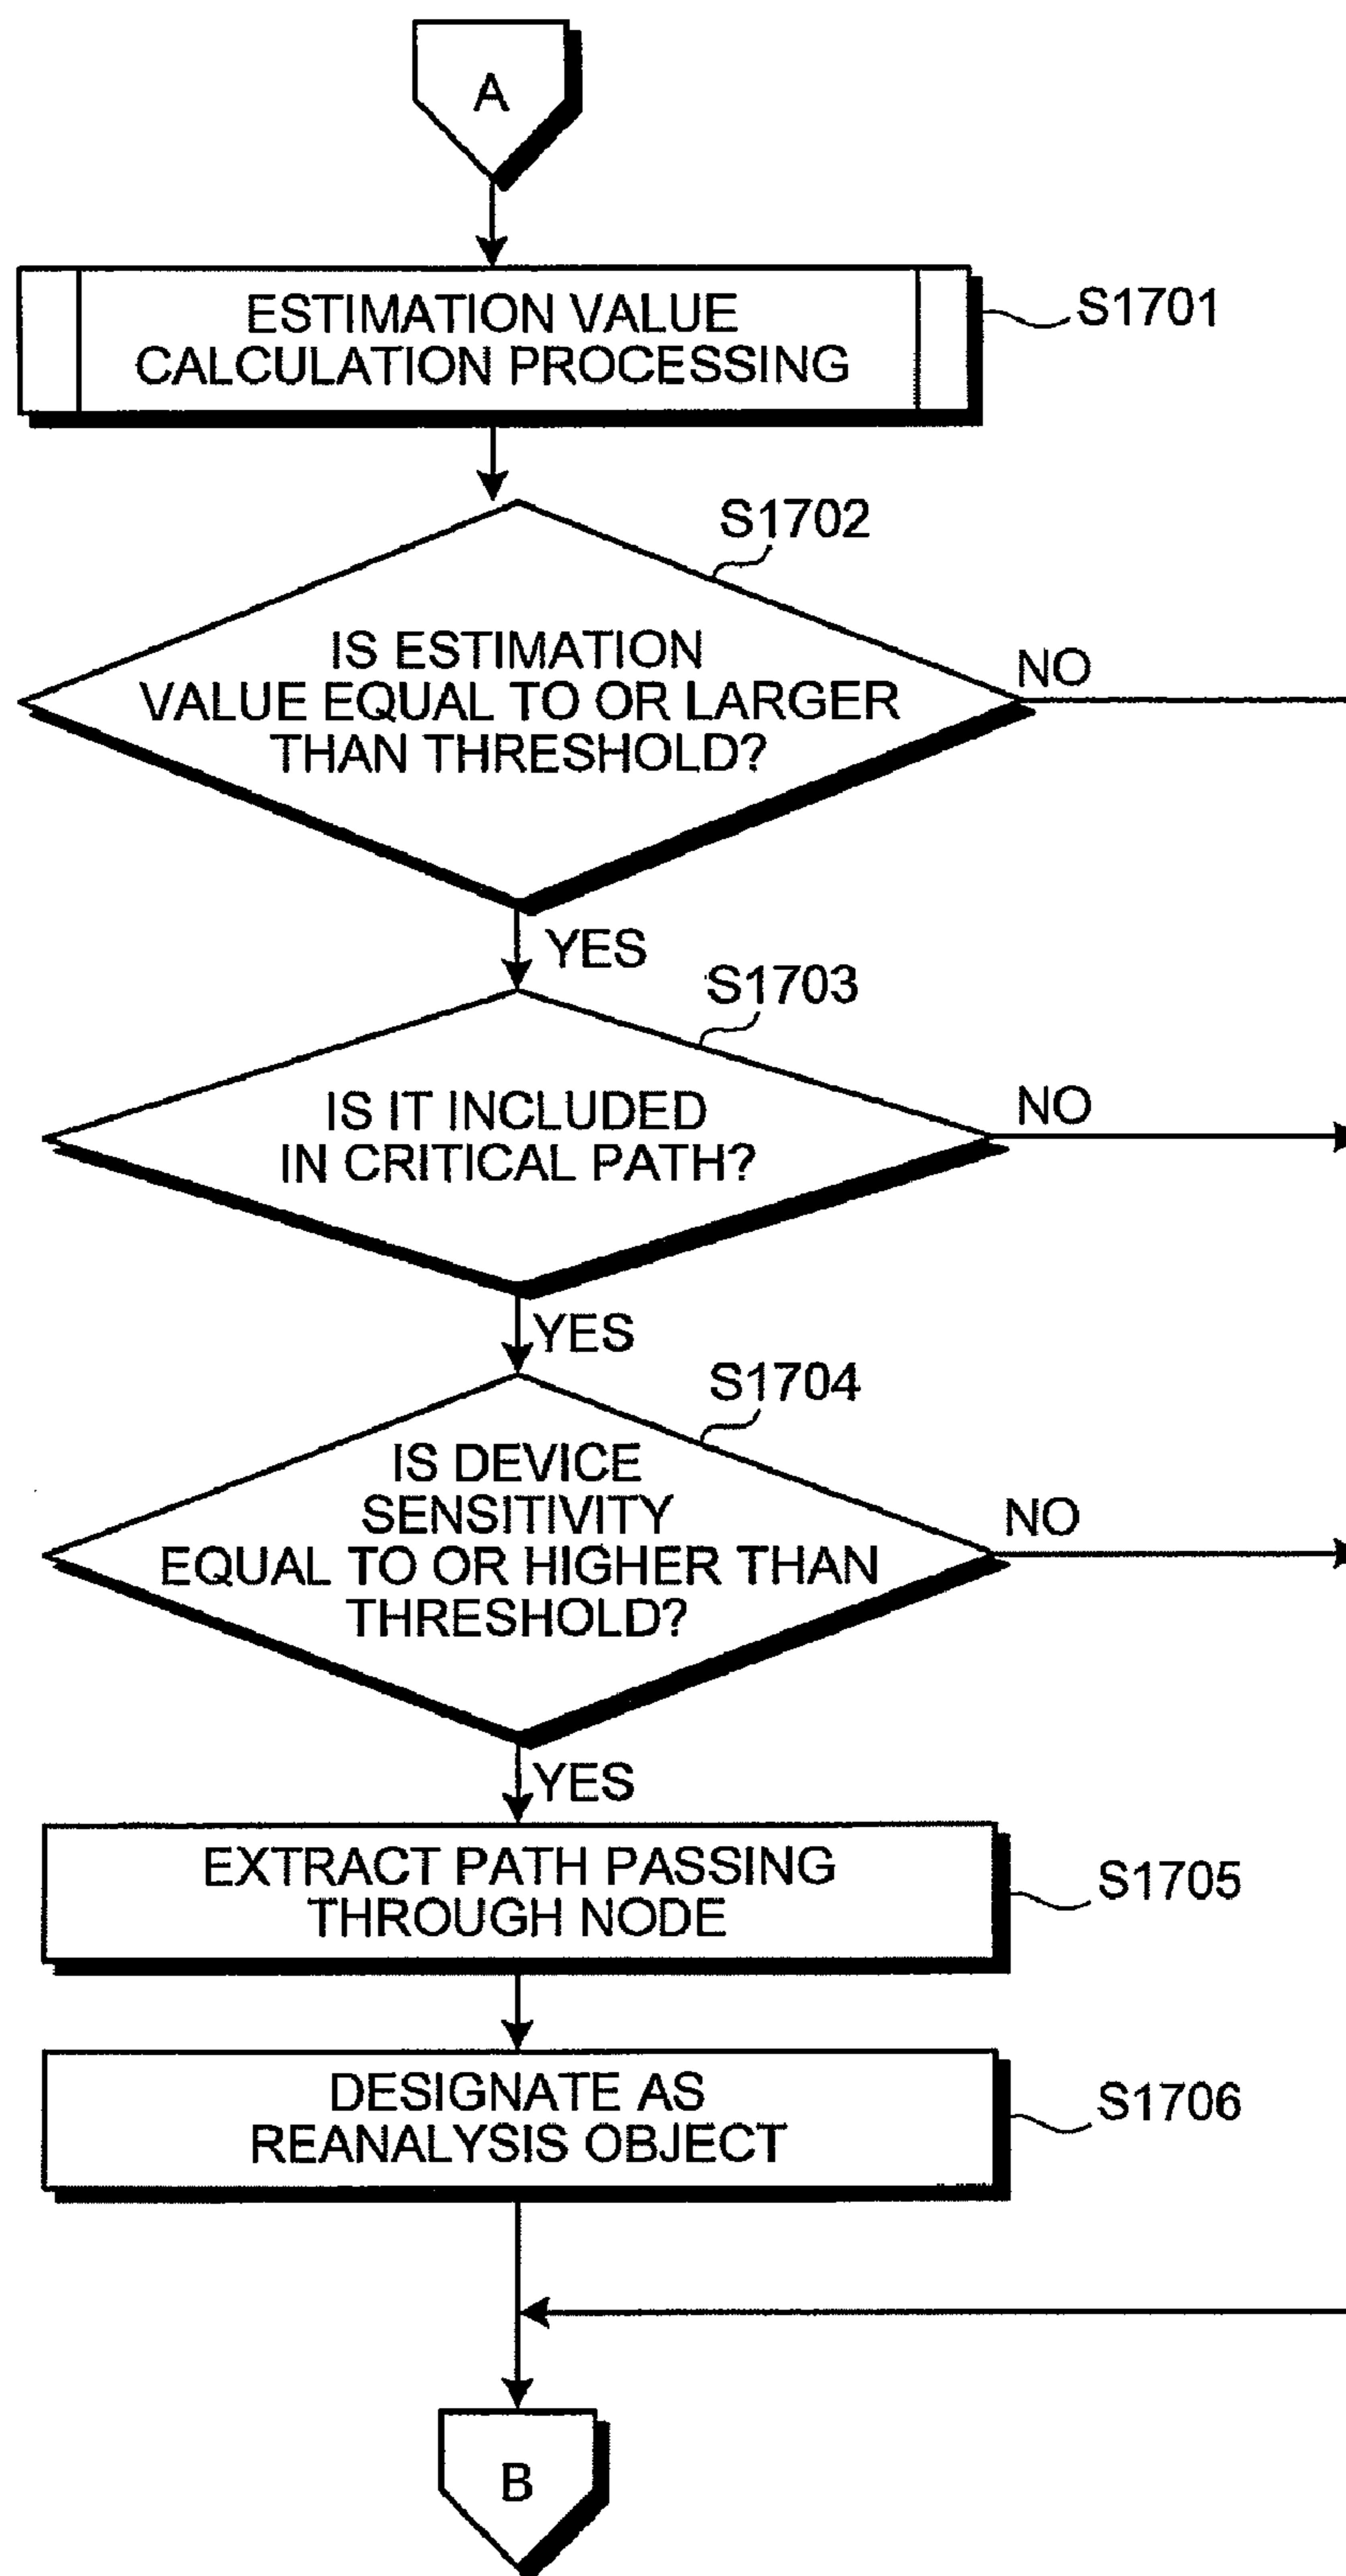 A
ESTIMATION VALUE
CALCULATION PROCESSING
S1701
S1702
IS ESTIMATION
VALUE EQUAL TO OR LARGER
THAN THRESHOLD?
NO
YES
S1703
IS IT INCLUDED
IN CRITICAL PATH?
NO
YES
S1704
IS DEVICE
SENSITIVITY
EQUAL TO OR HIGHER THAN
THRESHOLD?
NO
YES
EXTRACT PATH PASSING
THROUGH NODE
S1705
DESIGNATE AS
REANALYSIS OBJECT
S1706
B